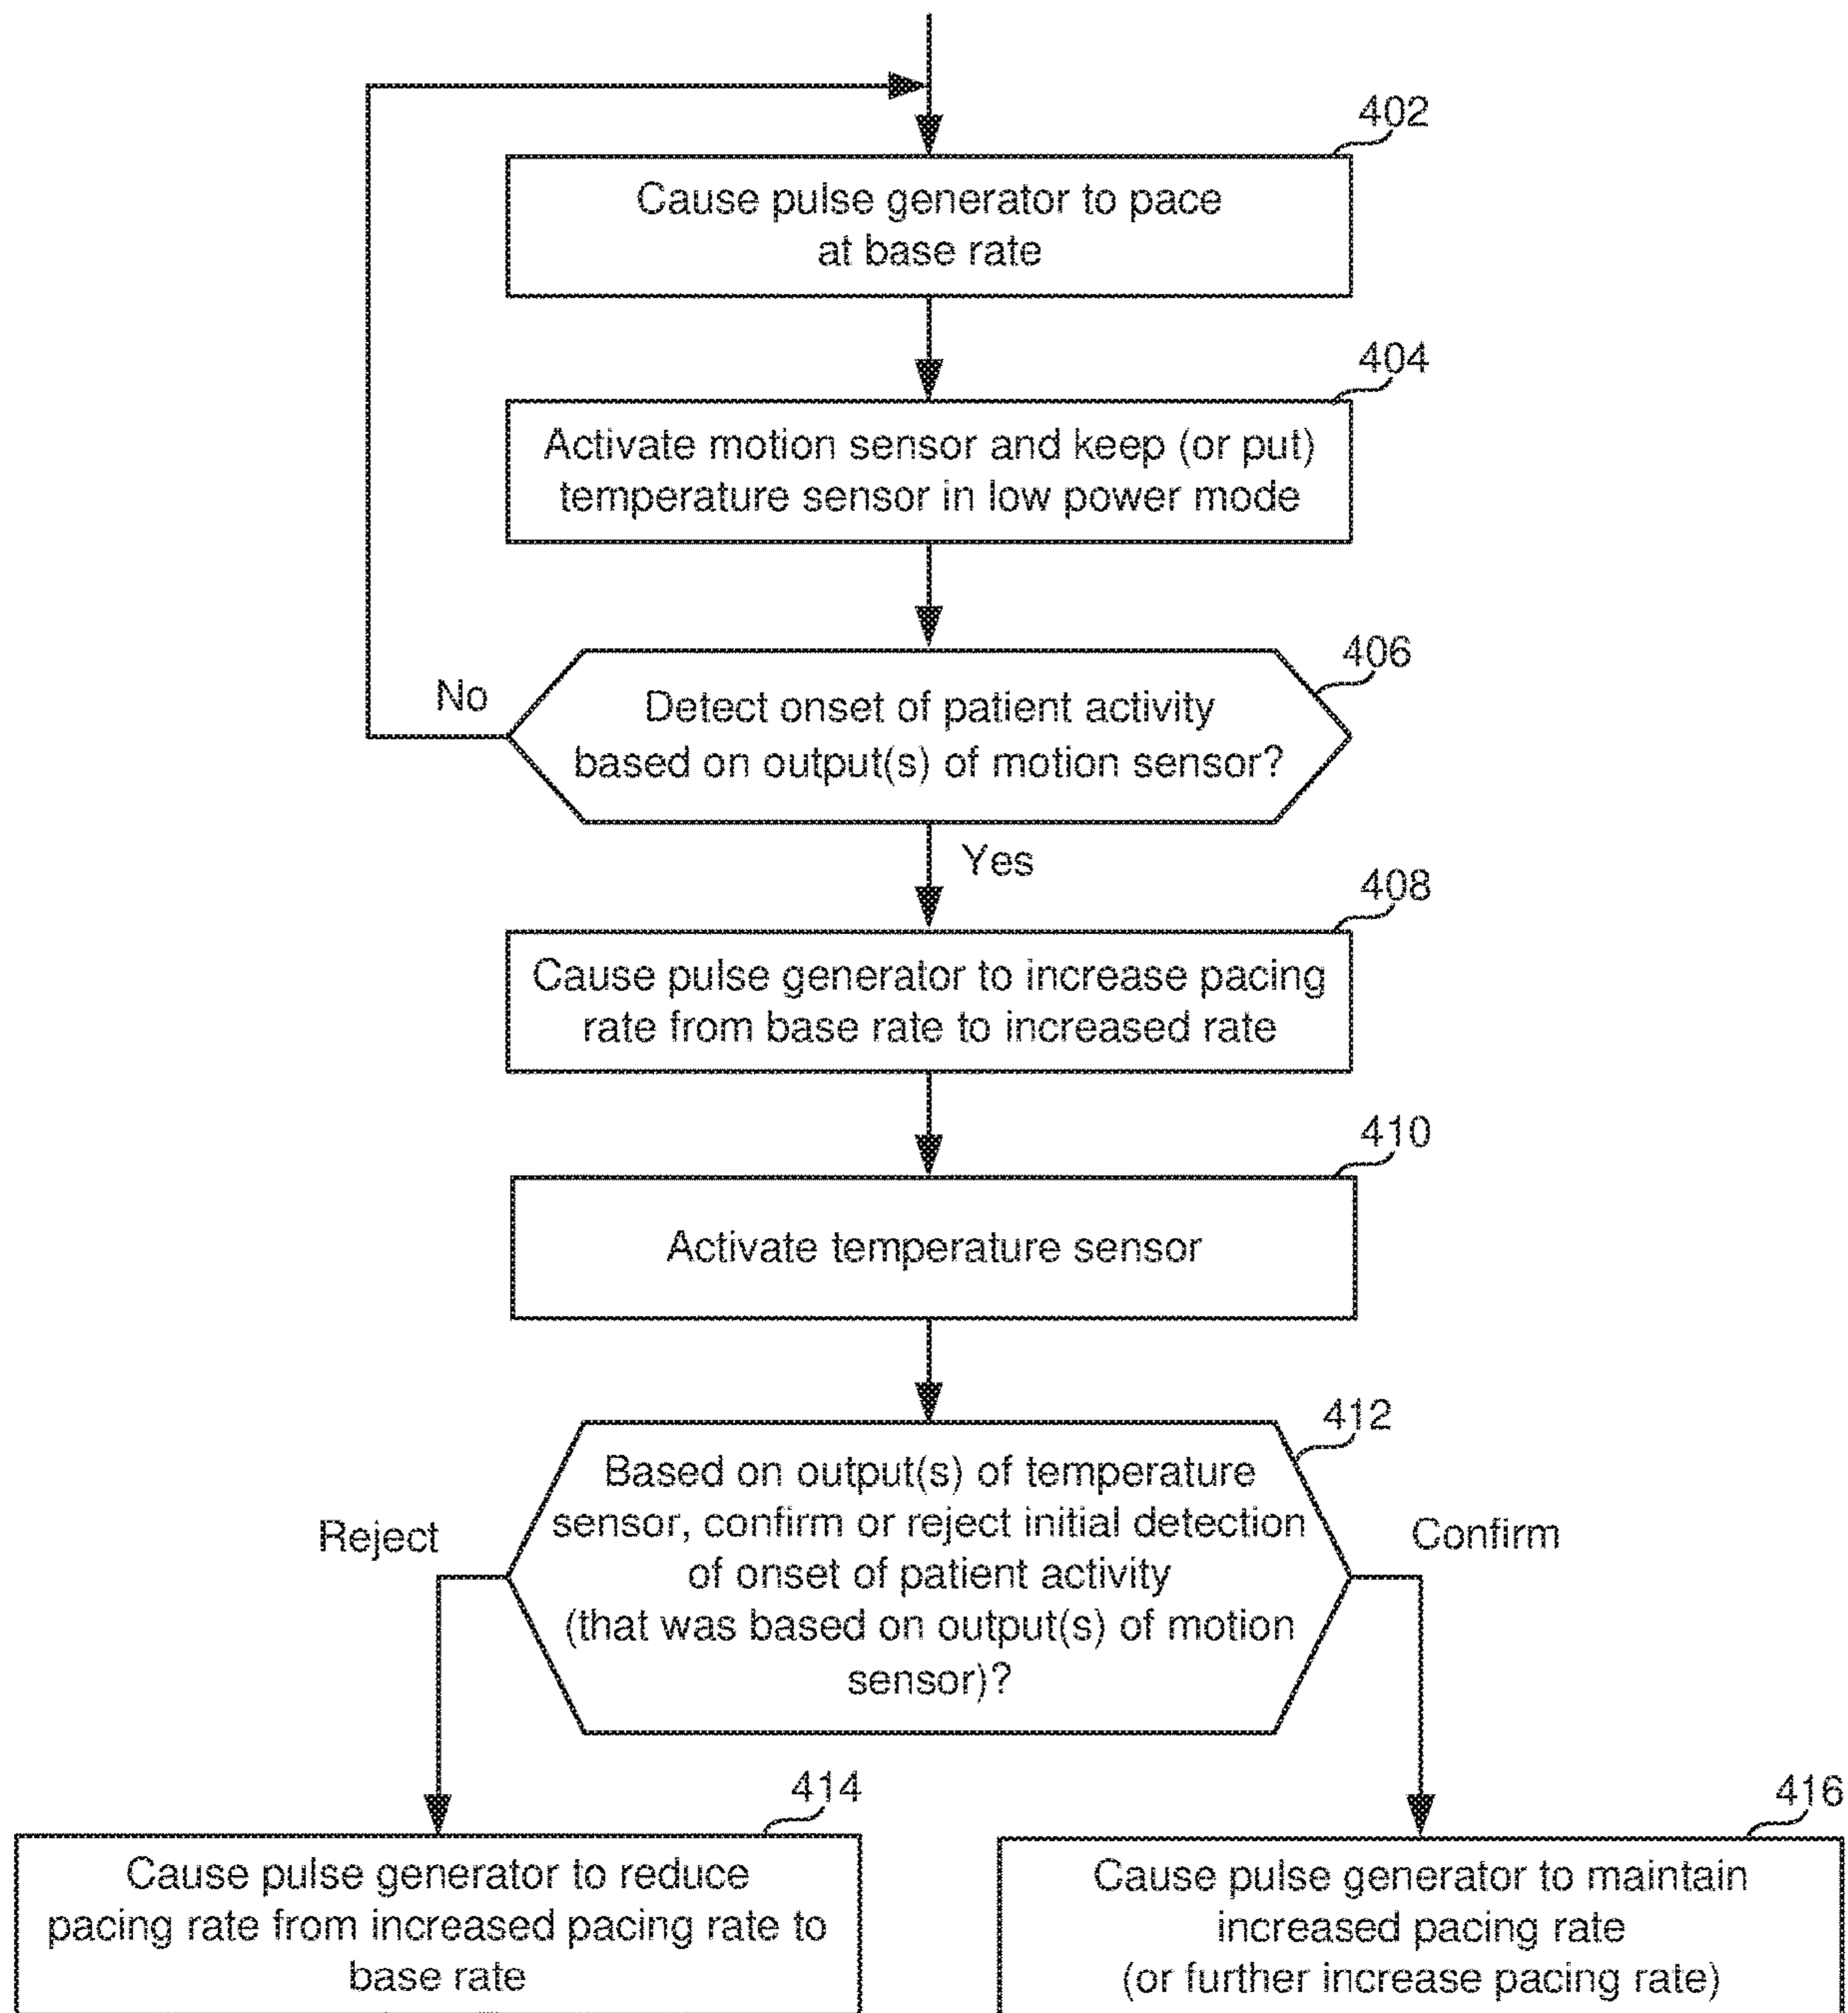 402
Cause pulse generator to pace
at base rate
404
Activate motion sensor and keep (or put)
temperature sensor in low power mode
406
No
Detect onset of patient activity
based on output(s) of motion sensor?
Yes
408
Cause pulse generator to increase pacing
rate from base rate to increased rate
410
Activate temperature sensor
412
Based on output(s) of temperature
sensor, confirm or reject initial detection
of onset of patient activity
(that was based on output(s) of motion
sensor)?
Reject
Confirm
414
Cause pulse generator to reduce
pacing rate from increased pacing rate to
base rate
416
Cause pulse generator to maintain
increased pacing rate
(or further increase pacing rate)